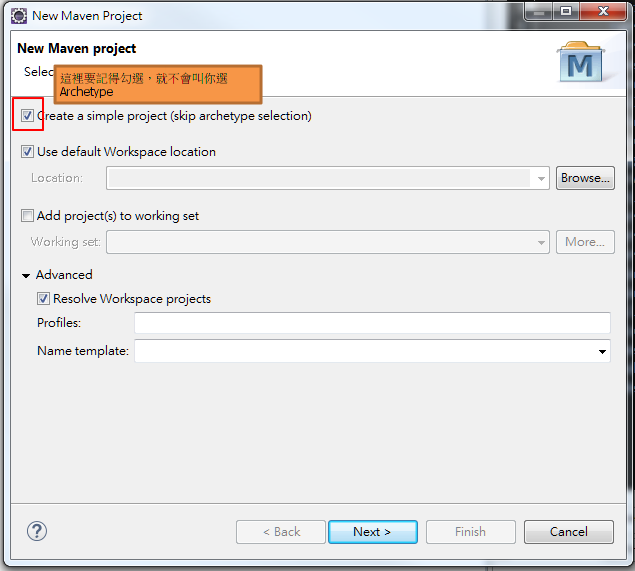 New Maven Project
New Maven project
Selec
這裡要記得勾選，就不會叫你選
Archetype
M
Create a simple project (skip archetype selection)
Use default Workspace location
Location:
Browse...
Add project(s) to working set
Working set:
More...
Advanced
Resolve Workspace projects
Profiles:
Name template:
?
< Back
Next >
Finish
Cancel